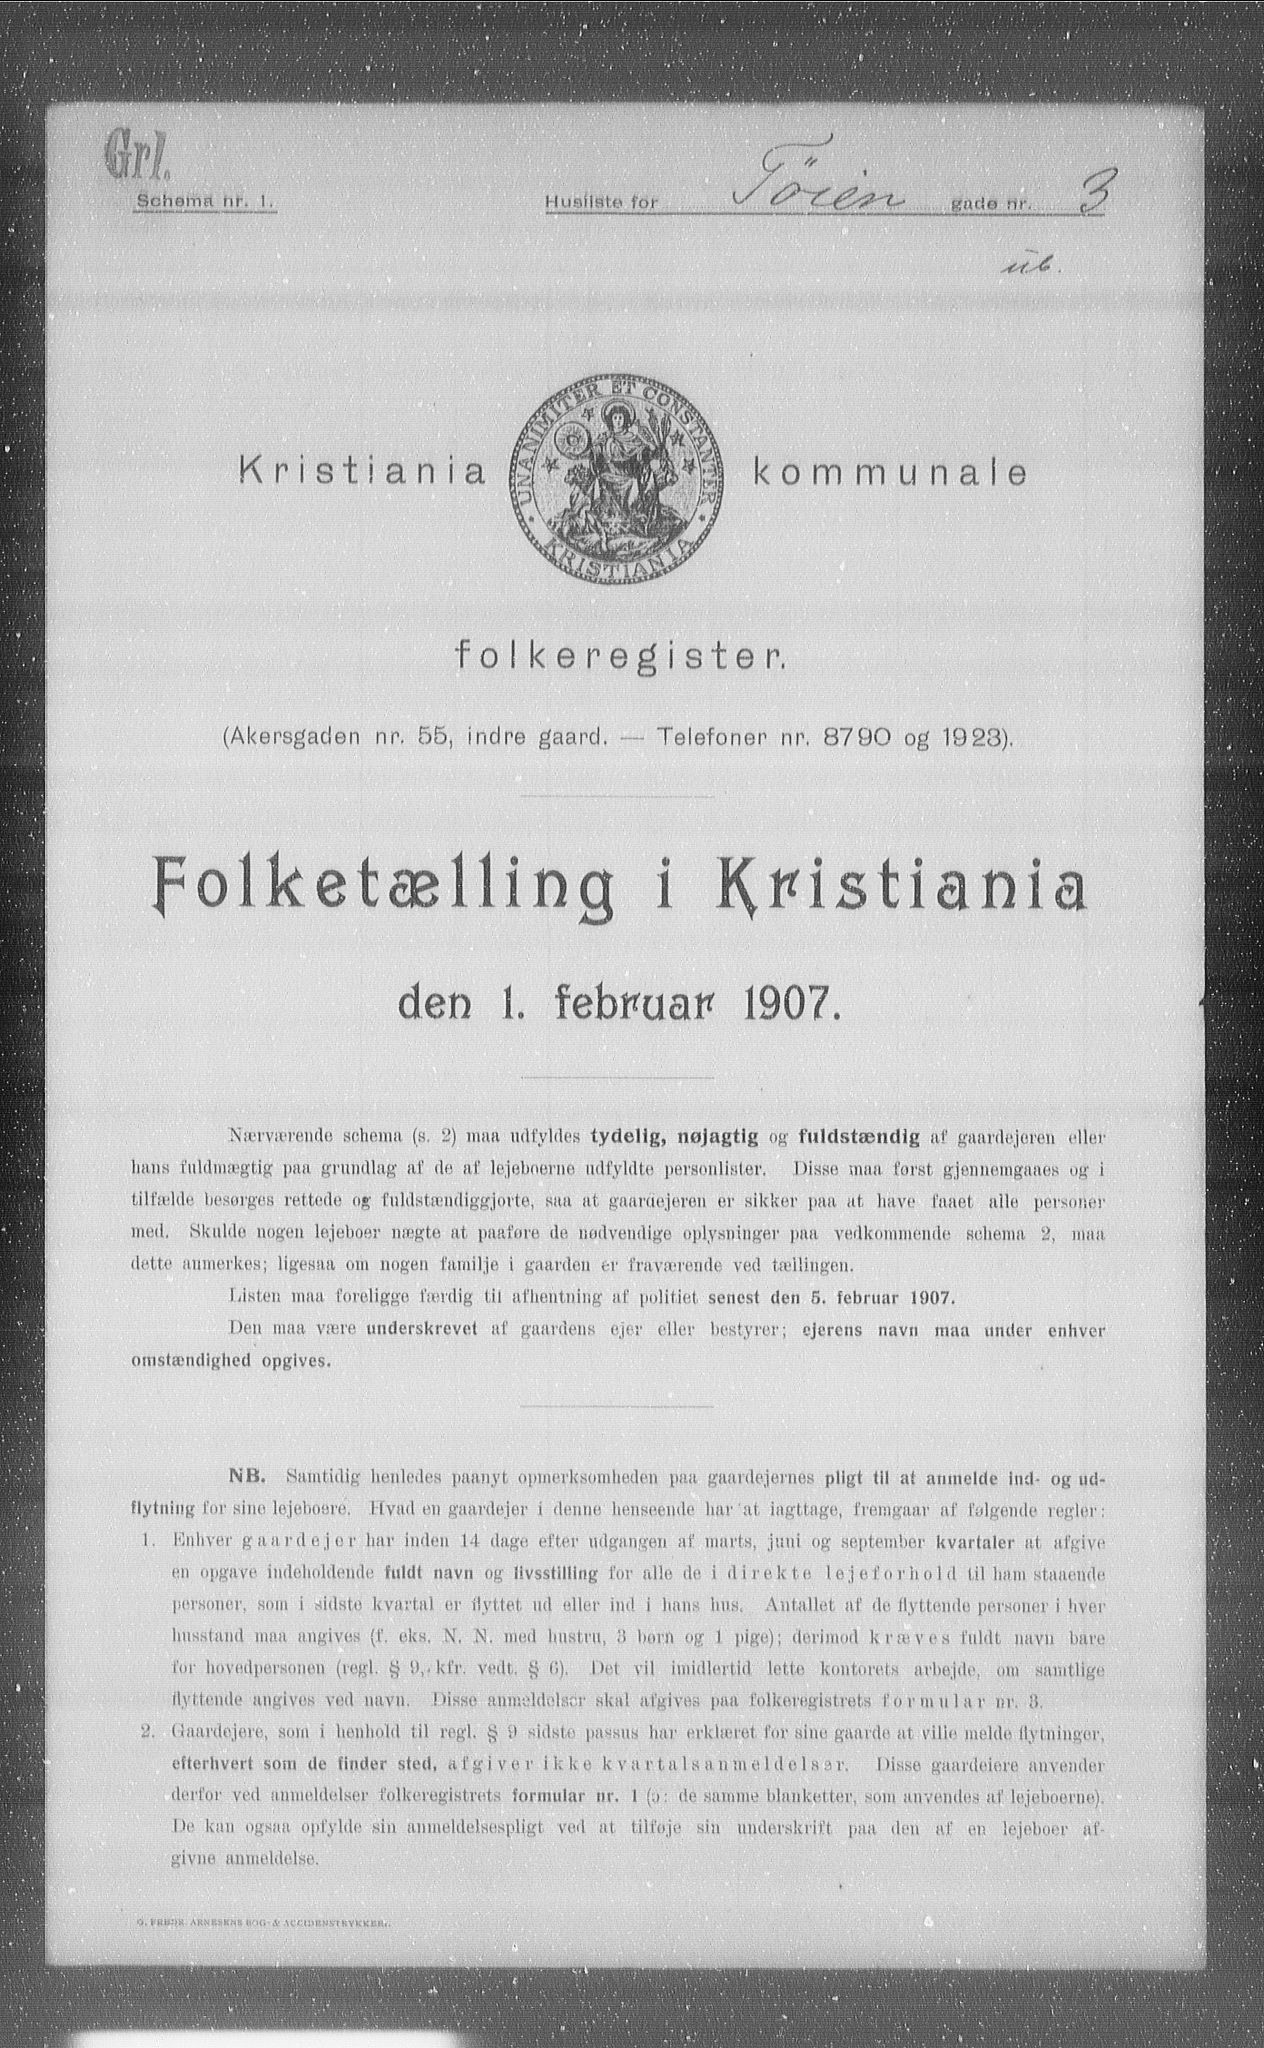 Grl.
Schema nr. 1.
Husliste for Töien gade nr. 3
ub.
UNANIMITER ET CONSTANTER
KRISTIANIA
Kristiania kommunale
folkeregister.
(Akersgaden nr. 55, indre gaard. — Telefoner nr. 8790 og 1923).
Folketælling i Kristiania
den 1. februar 1907.
Nærværende schema (s. 2) maa udfyldes tydelig, nøjagtig og fuldstændig af gaardejeren eller
hans fuldmægtig paa grundlag af de af lejeboerne udfyldte personlister. Disse maa først gjennemgaaes og i
tilfælde besørges rettede og fuldstændiggjorte, saa at gaardejeren er sikker paa at have faaet alle personer
med. Skulde nogen lejeboer nægte at paaføre de nødvendige oplysninger paa vedkommende schema 2, maa
dette anmerkes; ligesaa om nogen familje i gaarden er fraværende ved tællingen.
Listen maa foreligge færdig til afhentning af politiet senest den 5. februar 1907.
Den maa være underskrevet af gaardens ejer eller bestyrer; ejerens navn maa under enhver
omstændighed opgives.
NB. Samtidig henledes paanyt opmerksomheden paa gaardejernes pligt til at anmelde ind- og ud-
flytning for sine lejeboere. Hvad en gaardejer i denne henseende har at iagttage, fremgaar af følgende regler:
1. Enhver gaardejer har inden 14 dage efter udgangen af marts, juni og september kvartaler at afgive
en opgave indeholdende fuldt navn og livsstilling for alle de i direkte lejeforhold til ham staaende
personer, som i sidste kvartal er flyttet ud eller ind i hans hus. Antallet af de flyttende personer i hver
husstand maa angives (f. eks. N. N. med hustru, 3 børn og 1 pige); derimod kræves fuldt navn bare
for hovedpersonen (regl. § 9, kfr. vedt. § 6). Det vil imidlertid lette kontorets arbejde, om samtlige
flyttende angives ved navn. Disse anmeldelser skal afgives paa folkeregistrets formular nr. 3.
2. Gaardejere, som i henhold til regl. § 9 sidste passus har erklæret for sine gaarde at ville melde flytninger,
efterhvert som de finder sted, afgiver ikke kvartalsanmeldelser. Disse gaardeiere anvender
derfor ved anmeldelser folkeregistrets formular nr. 1 (ɔ: de samme blanketter, som anvendes af lejeboerne).
De kan ogsaa opfylde sin anmeldelsespligt ved at tilføje sin underskrift paa den af en lejeboer af-
givne anmeldelse.
G. FREDR. ARNESENS BOG- & ACCIDENSTRYKKERI.